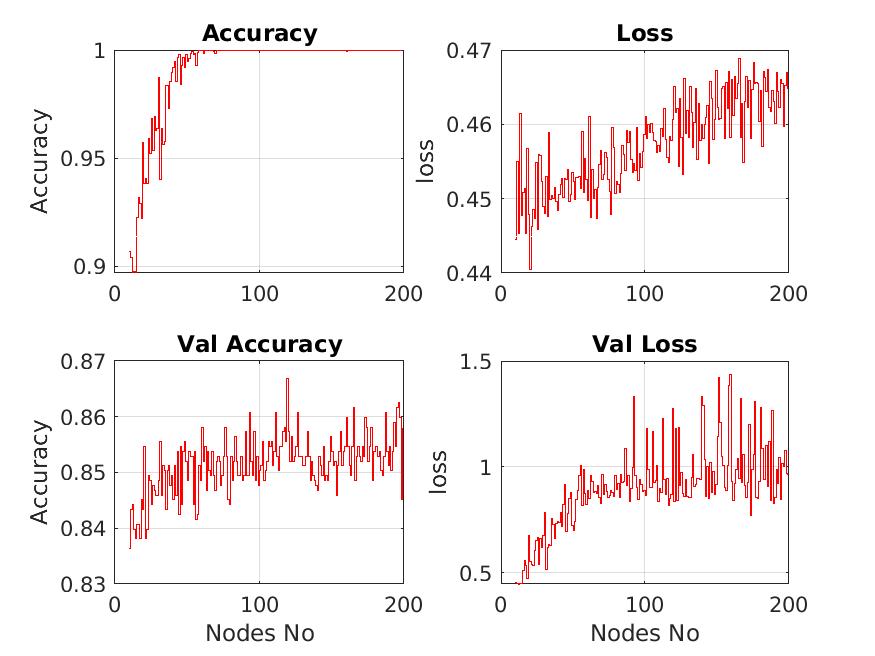 Accuracy
Loss
1
0.95
0.9
Accuracy
0
100
200
0.47
0.46
0.45
0.44
loss
0
100
200
Val Accuracy
Val Loss
0.87
0.86
0.85
0.84
0.83
Accuracy
0
100
200
Nodes No
1.5
1
0.5
loss
0
100
200
Nodes No